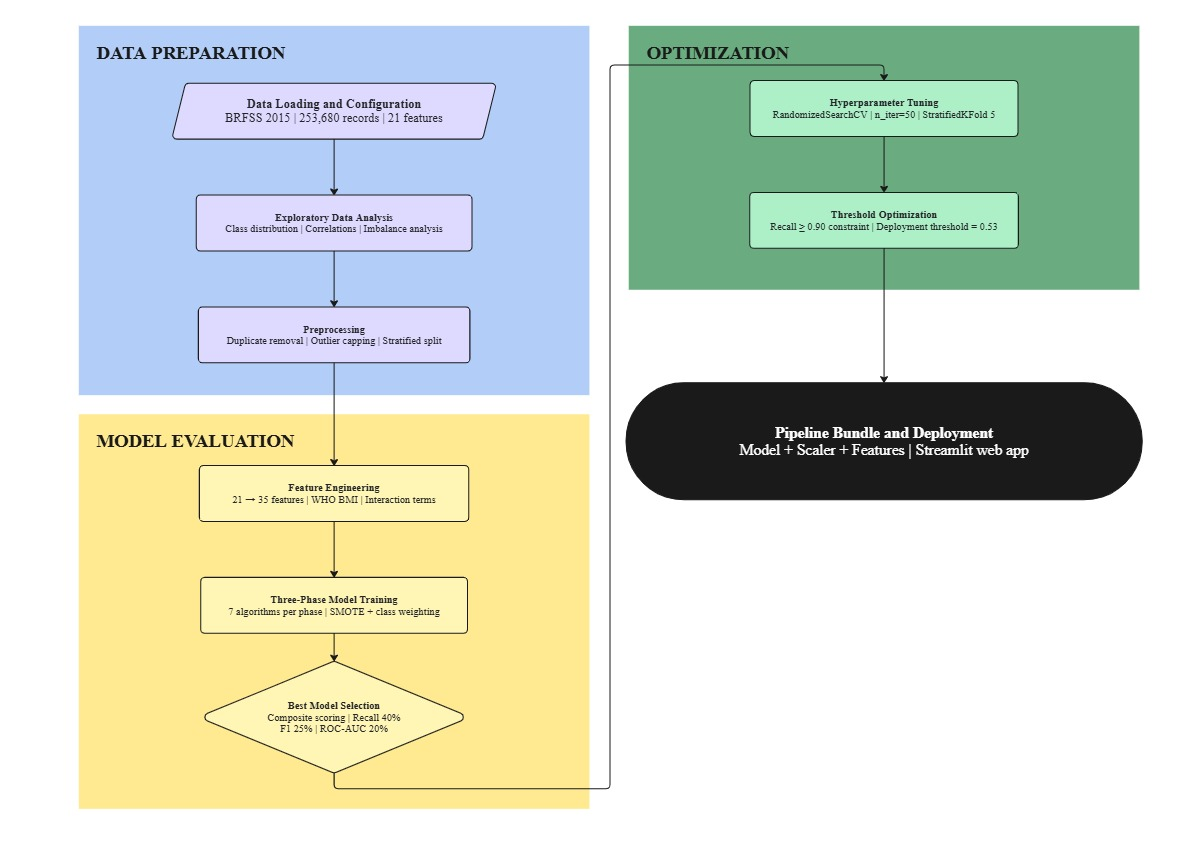 DATA PREPARATION
Data Loading and Configuration
BRFSS 2015 | 253,680 records | 21 features
Exploratory Data Analysis
Class distribution | Correlations | Imbalance analysis
Preprocessing
Duplicate removal | Outlier capping | Stratified split
MODEL EVALUATION
Feature Engineering
21 → 35 features | WHO BMI | Interaction terms
Three-Phase Model Training
7 algorithms per phase | SMOTE + class weighting
Best Model Selection
Composite scoring | Recall 40%
F1 25% | ROC-AUC 20%
OPTIMIZATION
Hyperparameter Tuning
RandomizedSearchCV | n_iter=50 | StratifiedKFold 5
Threshold Optimization
Recall ≥ 0.90 constraint | Deployment threshold = 0.53
Pipeline Bundle and Deployment
Model + Scaler + Features | Streamlit web app